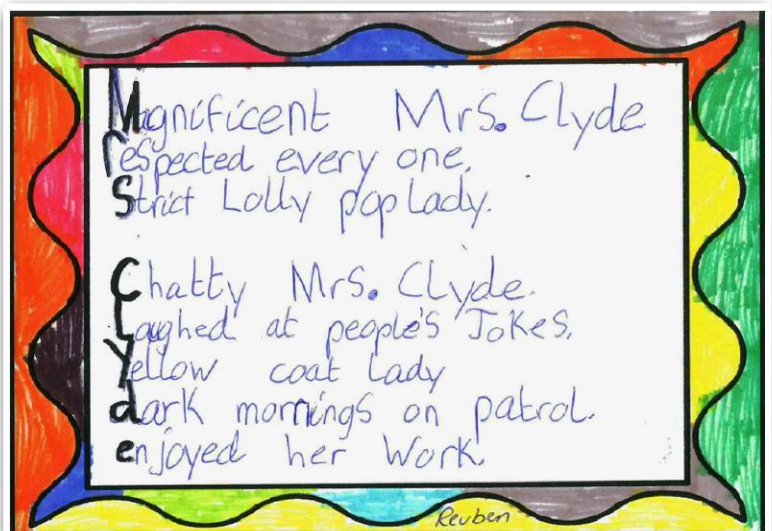 Magnificent Mrs. Clyde
respected every one.
Strict Lolly pop Lady.
Chatty Mrs. Clyde.
Laughed at people's Jokes.
Yellow coat Lady
dark mornings on patrol.
enjoyed her Work.
Reuben